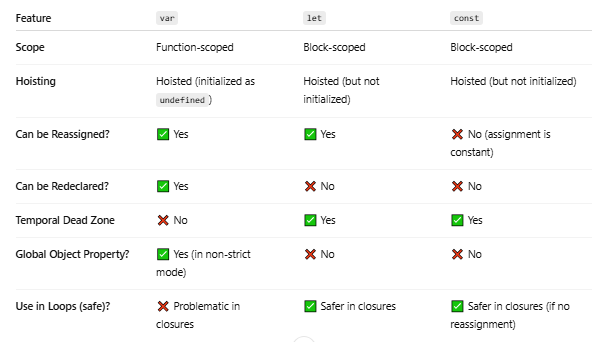 Feature var let const
Scope Function-scoped Block-scoped Block-scoped
Hoisting Hoisted (initialized as Hoisted (but not Hoisted (but not initialized)
undefined) initialized)
Can be Reassigned? ✅ Yes ✅ Yes ❌ No (assignment is
constant)
Can be Redeclared? ✅ Yes ❌ No ❌ No
Temporal Dead Zone ❌ No ✅ Yes ✅ Yes
Global Object Property? ✅ Yes (in non-strict ❌ No ❌ No
mode)
Use in Loops (safe)? ❌ Problematic in ✅ Safer in closures ✅ Safer in closures (if no
closures reassignment)